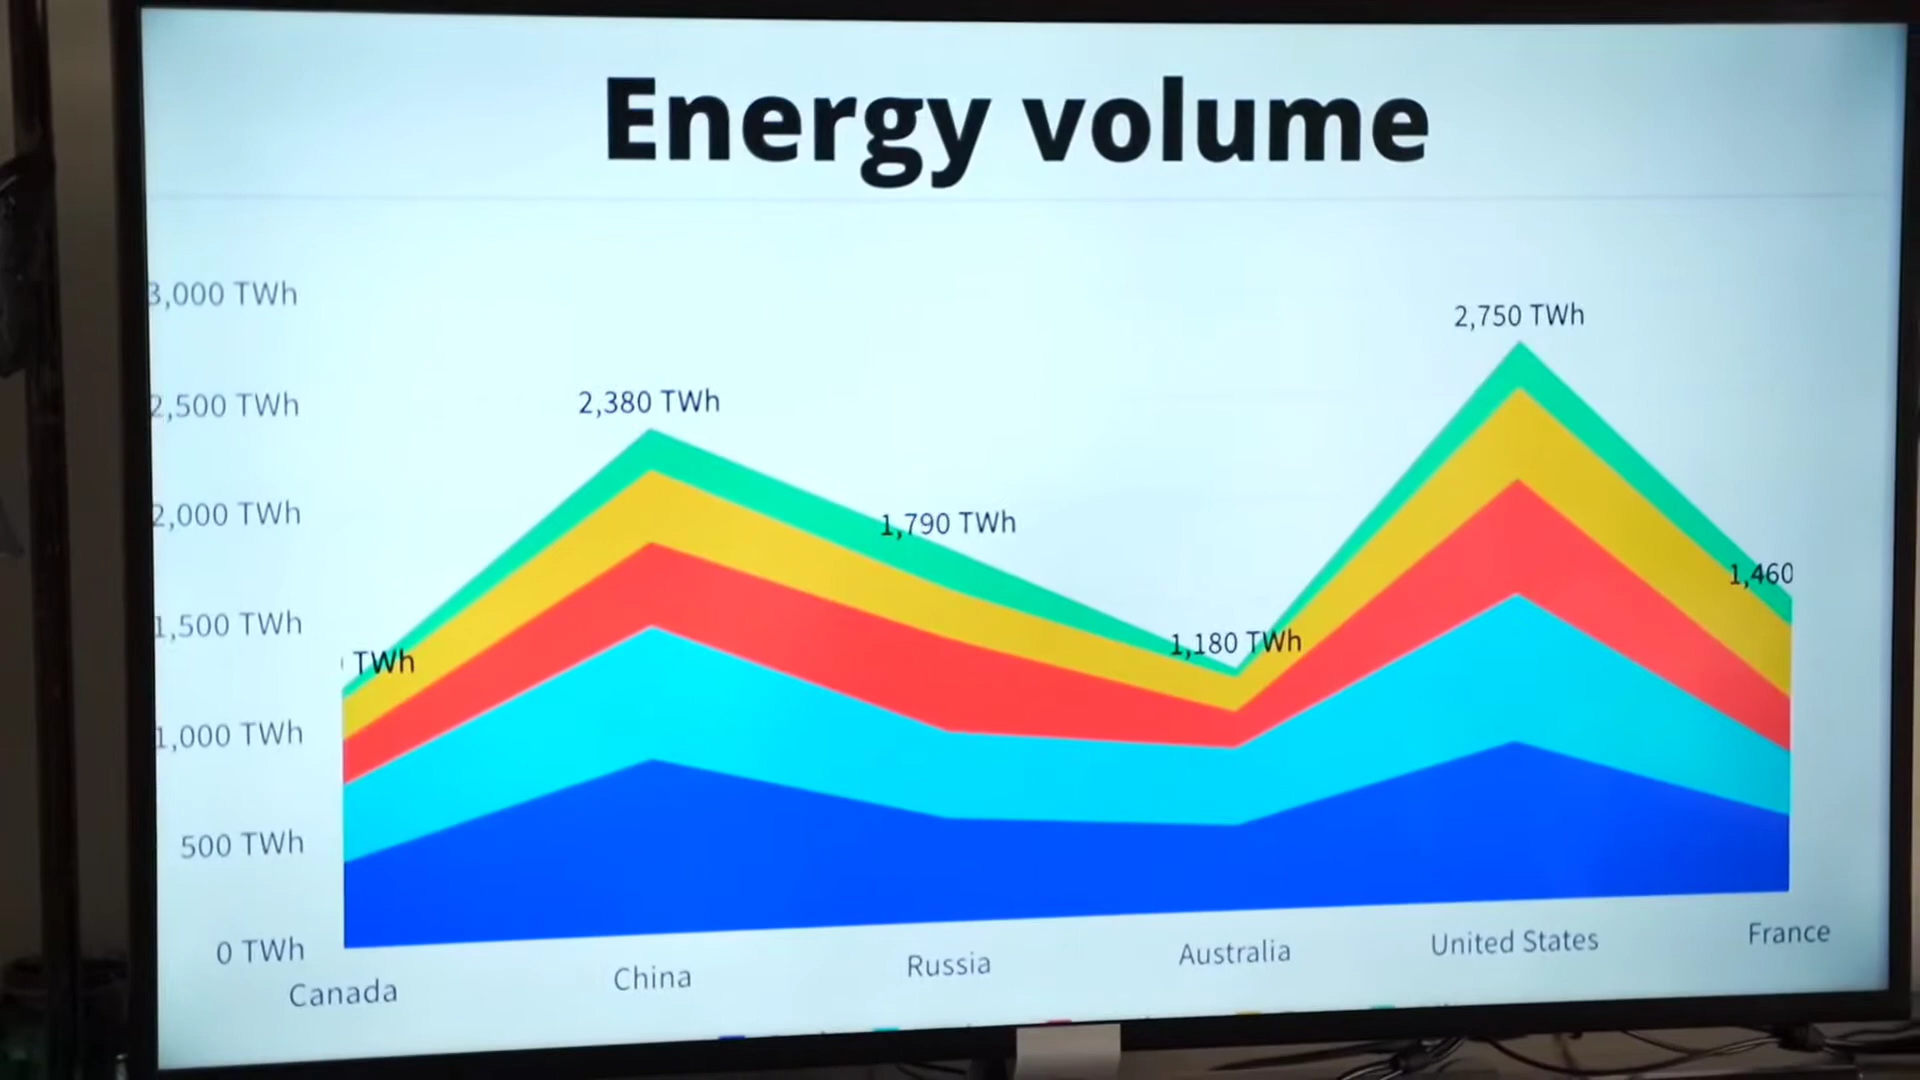 Energy volume
3,000 TWh
2,750 TWh
2,500 TWh
2,380 TWh
2,000 TWh
1,790 TWh
1,460
1,500 TWh
1,180 TWh
TWh
1,000 TWh
500 TWh
0 TWh
Canada
China
Russia
Australia
United States
France